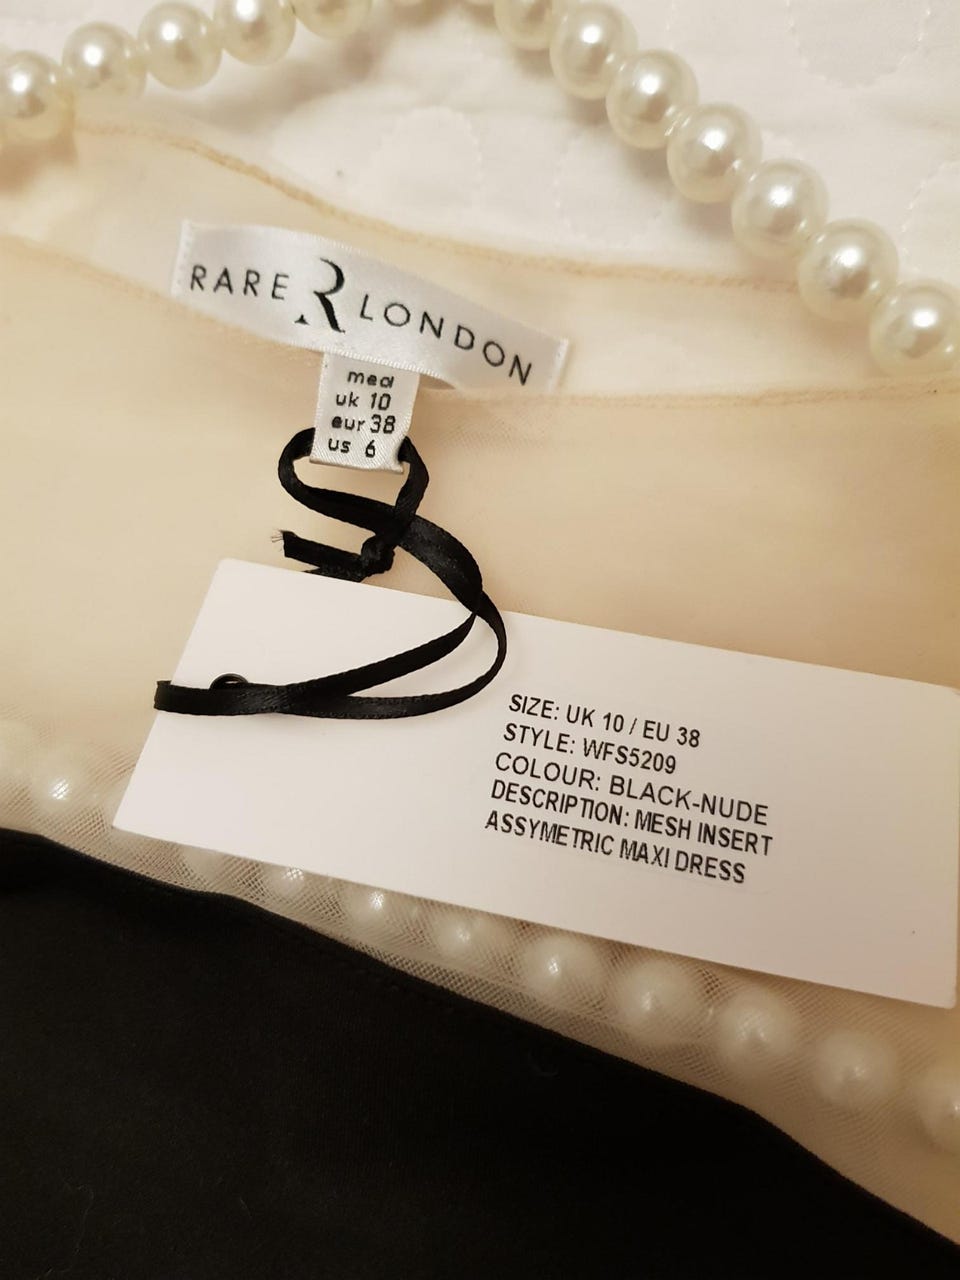 RARE R LONDON
med
uk 10
eur 38
us 6
SIZE: UK 10 / EU 38
STYLE: WFS5209
COLOUR: BLACK-NUDE
DESCRIPTION: MESH INSERT
ASSYMETRIC MAXI DRESS